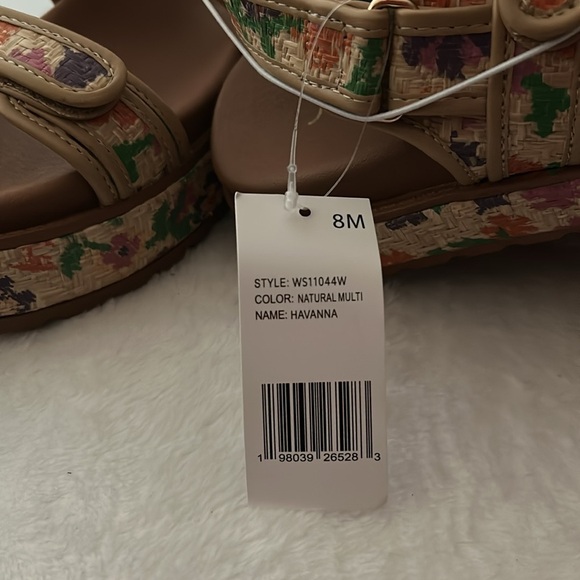 8M
STYLE: WS11044W
COLOR: NATURAL MULTI
NAME: HAVANNA
1 98039 26528 3